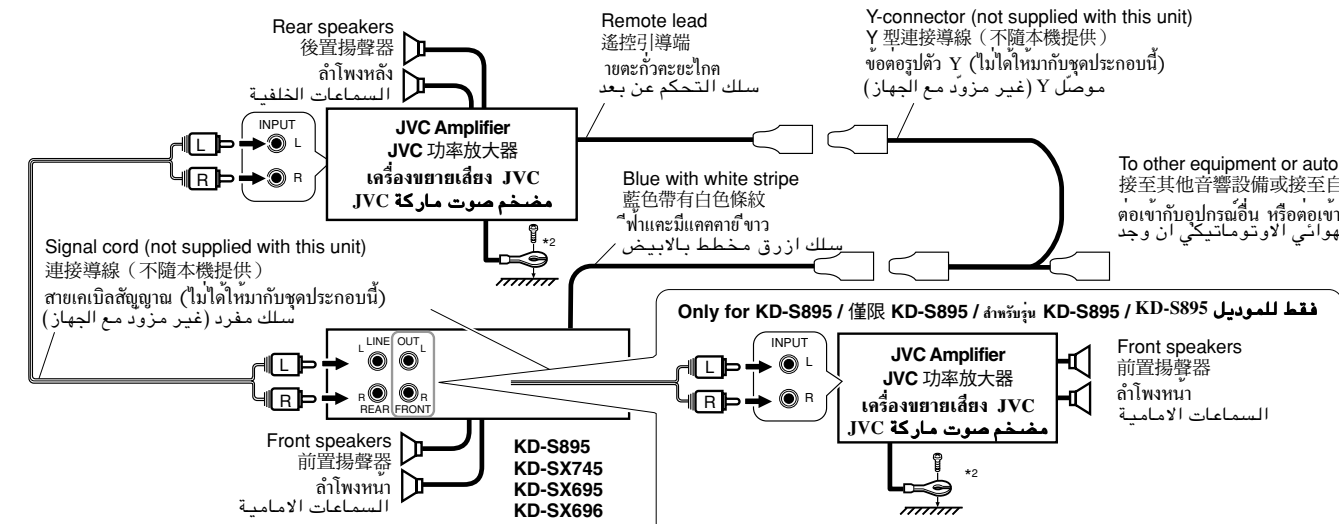 Rear speakers
後置揚聲器
ลำโพงหลัง
السماعات الخلفية
Remote lead
遙控引導端
ายตะกั่วตะยะไกต
سلك التحكم عن بعد
Y-connector (not supplied with this unit)
Y 型連接導線（不隨本機提供）
ข้อต่อรูปตัว Y (ไม่ได้ให้มากับชุดประกอบนี้)
موصّل Y (غير مزوّد مع الجهاز)
INPUT
L
R
L
R
JVC Amplifier
JVC 功率放大器
เครื่องขยายเสียง JVC
مضخم صوت ماركة JVC
*2
Blue with white stripe
藍色帶有白色條紋
ีฟ้าแตะมีแคตตายี ขาว
سلك ازرق مخطط بالابيض
To other equipment or auto
接至其他音響設備或接至自
ต่อเข้ากับอุปกรณ์อื่น หรือต่อเข้า
هوائي الاوتوماتيكي ان وجد
Signal cord (not supplied with this unit)
連接導線（不隨本機提供）
สายเคเบิลสัญญาณ (ไม่ได้ให้มากับชุดประกอบนี้)
سلك مفرد (غير مزود مع الجهاز)
L
R
LINE OUT
L L
R R
REAR FRONT
Front speakers
前置揚聲器
ลำโพงหน้า
السماعات الامامية
KD-S895
KD-SX745
KD-SX695
KD-SX696
Only for KD-S895 / 僅限 KD-S895 / สำหรับรุ่น KD-S895 / فقط للموديل KD-S895
INPUT
L
R
L
R
JVC Amplifier
JVC 功率放大器
เครื่องขยายเสียง JVC
مضخم صوت ماركة JVC
*2
Front speakers
前置揚聲器
ลำโพงหน้า
السماعات الامامية